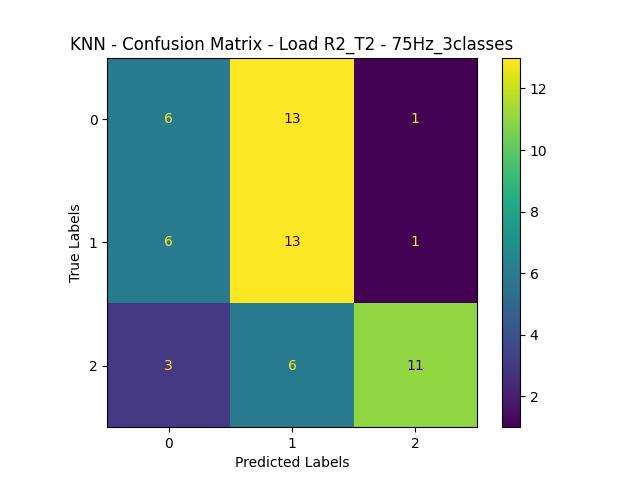 KNN - Confusion Matrix - Load R2_T2 - 75Hz_3classes
True Labels
0
6 13 1
1
6 13 1
2
3 6 11
0 1 2
Predicted Labels
12
10
8
6
4
2